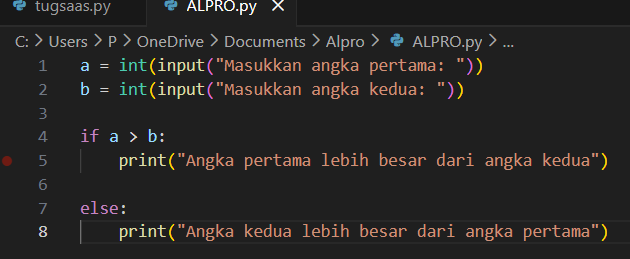 tugsaas.py ALPRO.py
C: > Users > P > OneDrive > Documents > Alpro > ALPRO.py > ...
1 a = int(input("Masukkan angka pertama: "))
2 b = int(input("Masukkan angka kedua: "))
3
4 if a > b:
5 print("Angka pertama lebih besar dari angka kedua")
6
7 else:
8 print("Angka kedua lebih besar dari angka pertama")